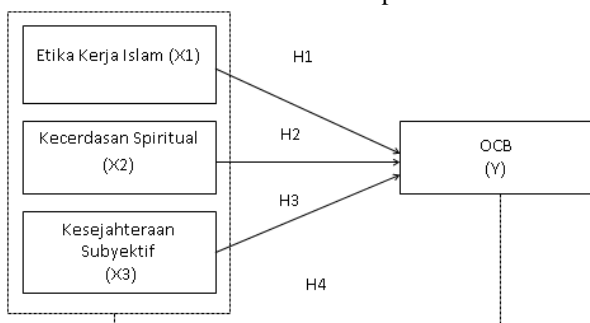 Etika Kerja Islam (X1)
H1
Kecerdasan Spiritual
(X2)
H2
OCB
(Y)
Kesejahteraan
Subyektif
(X3)
H3
H4